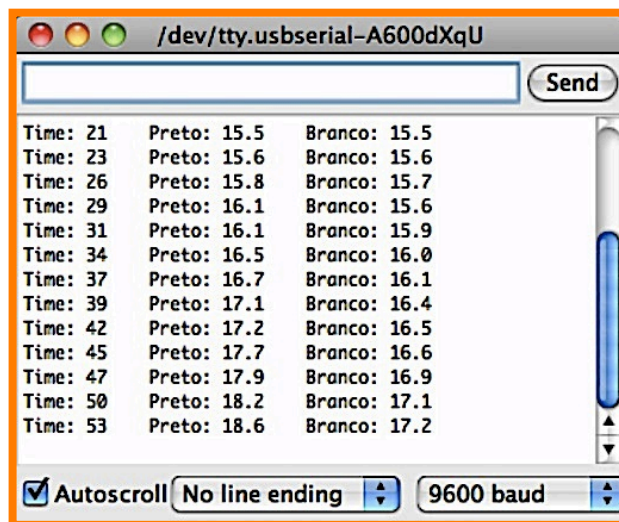 /dev/tty.usbserial-A600dXqU
Send
Time: 21 Preto: 15.5 Branco: 15.5
Time: 23 Preto: 15.6 Branco: 15.6
Time: 26 Preto: 15.8 Branco: 15.7
Time: 29 Preto: 16.1 Branco: 15.6
Time: 31 Preto: 16.1 Branco: 15.9
Time: 34 Preto: 16.5 Branco: 16.0
Time: 37 Preto: 16.7 Branco: 16.1
Time: 39 Preto: 17.1 Branco: 16.4
Time: 42 Preto: 17.2 Branco: 16.5
Time: 45 Preto: 17.7 Branco: 16.6
Time: 47 Preto: 17.9 Branco: 16.9
Time: 50 Preto: 18.2 Branco: 17.1
Time: 53 Preto: 18.6 Branco: 17.2
Autoscroll No line ending 9600 baud